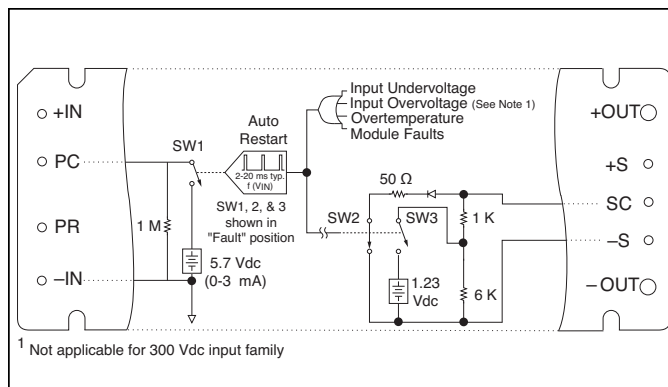 +IN
PC
PR
–IN
SW1
1 M
5.7 Vdc
(0-3 mA)
Auto
Restart
2-20 ms typ.
f (VIN)
SW1, 2, & 3
shown in
"Fault" position
Input Undervoltage
Input Overvoltage (See Note 1)
Overtemperature
Module Faults
50 Ω
SW2
SW3
1 K
1.23
Vdc
6 K
+OUT
+S
SC
–S
–OUT
1 Not applicable for 300 Vdc input family